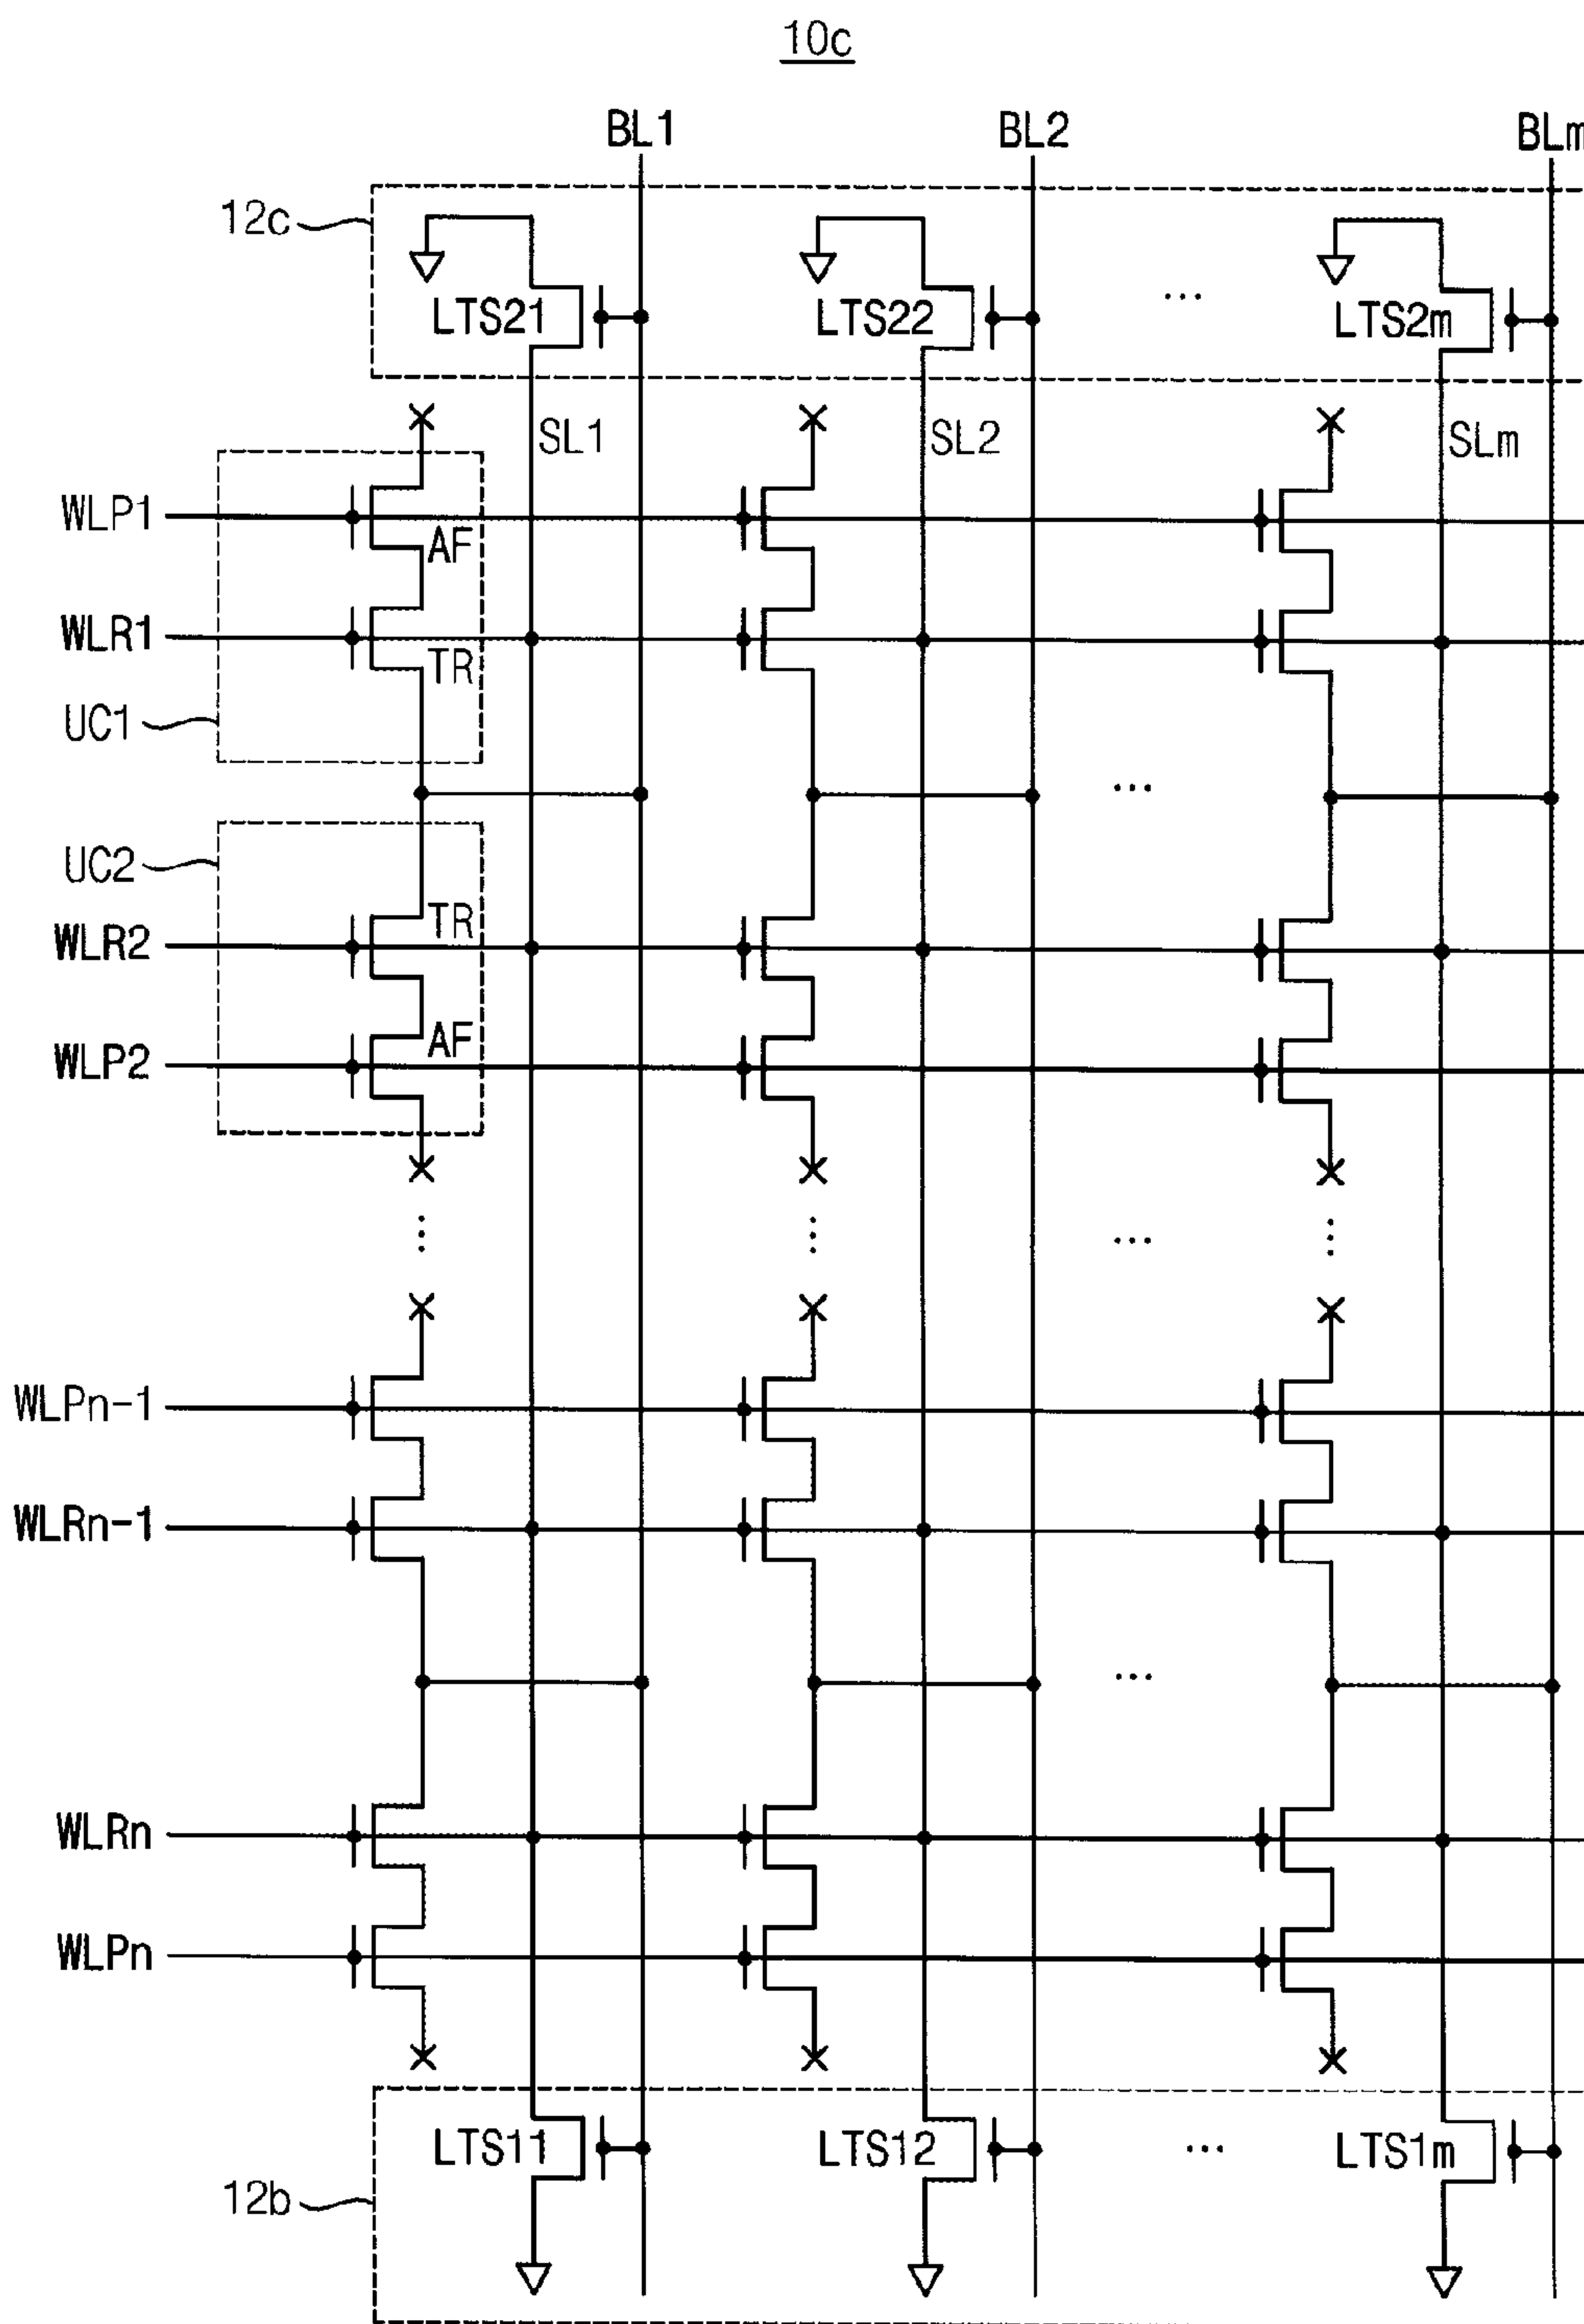 10c
BL1 BL2 BLm
12c
LTS21 LTS22 ... LTS2m
SL1 SL2 SLm
WLP1
AF
WLR1
TR
UC1
...
UC2
TR
WLR2
AF
WLP2
...
WLPn-1
WLRn-1
...
WLRn
WLPn
LTS11 LTS12 ... LTS1m
12b